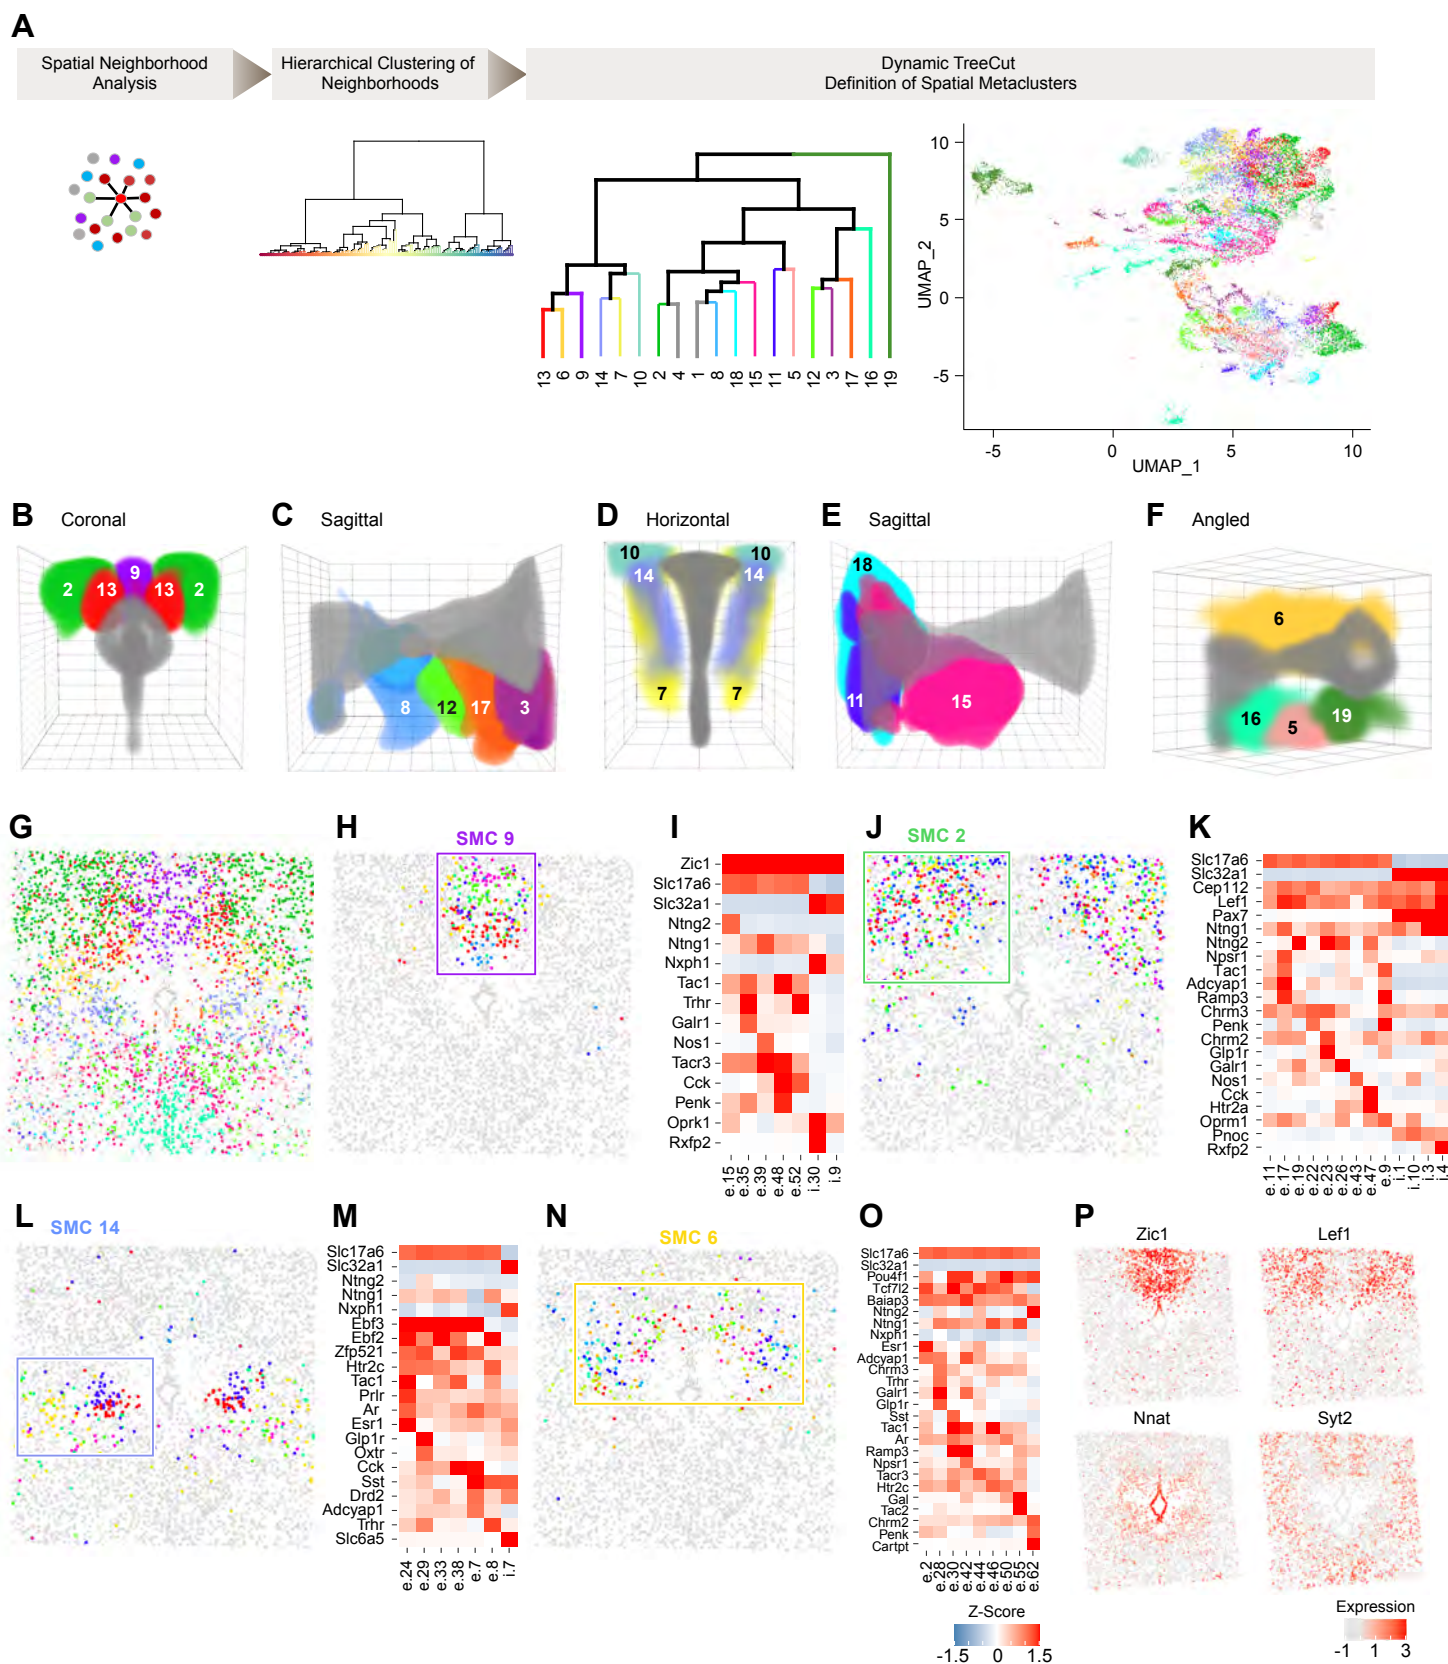 A
Spatial Neighborhood
Analysis
Hierarchical Clustering of
Neighborhoods
Dynamic TreeCut
Definition of Spatial Metaclusters
13 6 9 14 7 10 2 4 1 8 18 15 11 5 12 3 17 16 19
10
5
0
-5
UMAP_2
-5 0 5 10
UMAP_1
B Coronal
2 13 9 13 2
C Sagittal
8 12 17 3
D Horizontal
10 10
14 14
7 7
E Sagittal
18
11 15
F Angled
6
16 5 19
G
H
SMC 9
I
Zic1
Slc17a6
Slc32a1
Ntng2
Ntng1
Nxph1
Tac1
Trhr
Galr1
Nos1
Tacr3
Cck
Penk
Oprk1
Rxfp2
e.15 e.35 e.39 e.48 e.52 i.30 i.9
J
SMC 2
K
Slc17a6
Slc32a1
Cep112
Lef1
Pax7
Ntng1
Ntng2
Npsr1
Tac1
Adcyap1
Ramp3
Chrm3
Penk
Chrm2
Glp1r
Galr1
Nos1
Cck
Htr2a
Oprm1
Pnoc
Rxfp2
e.11 e.17 e.19 e.22 e.23 e.26 e.43 e.47 e.9 i.1 i.10 i.3 i.4
L
SMC 14
M
Slc17a6
Slc32a1
Ntng2
Ntng1
Nxph1
Ebf3
Ebf2
Zfp521
Htr2c
Tac1
Prlr
Ar
Esr1
Glp1r
Oxtr
Cck
Sst
Drd2
Adcyap1
Trhr
Slc6a5
e.24 e.29 e.33 e.38 e.7 e.8 i.7
N
SMC 6
O
Slc17a6
Slc32a1
Pou4f1
Tcf7l2
Baiap3
Ntng2
Ntng1
Nxph1
Esr1
Adcyap1
Chrm3
Trhr
Galr1
Glp1r
Sst
Tac1
Ar
Ramp3
Npsr1
Tacr3
Htr2c
Gal
Tac2
Chrm2
Penk
Cartpt
e.2 e.28 e.30 e.42 e.44 e.46 e.50 e.55 e.62
Z-Score
-1.5 0 1.5
P
Zic1 Lef1
Nnat Syt2
Expression
-1 1 3